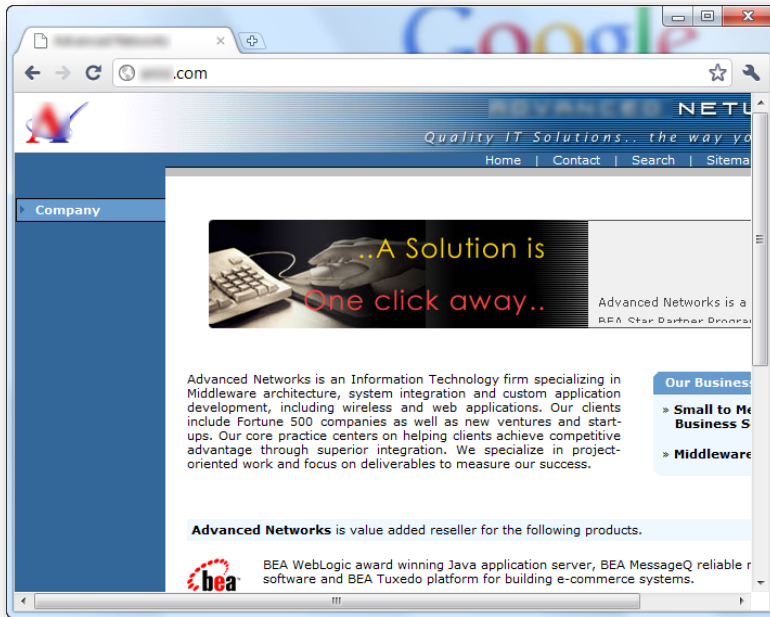 Google
.com
NETW
Quality IT Solutions.. the way yo
Home | Contact | Search | Sitema
Company
..A Solution is
One click away..
Advanced Networks is a
BEA Star Partner Program
Advanced Networks is an Information Technology firm specializing in
Middleware architecture, system integration and custom application
development, including wireless and web applications. Our clients
include Fortune 500 companies as well as new ventures and start-
ups. Our core practice centers on helping clients achieve competitive
advantage through superior integration. We specialize in project-
oriented work and focus on deliverables to measure our success.
Our Business
» Small to Me
Business S
» Middleware
Advanced Networks is value added reseller for the following products.
bea
BEA WebLogic award winning Java application server, BEA MessageQ reliable
software and BEA Tuxedo platform for building e-commerce systems.